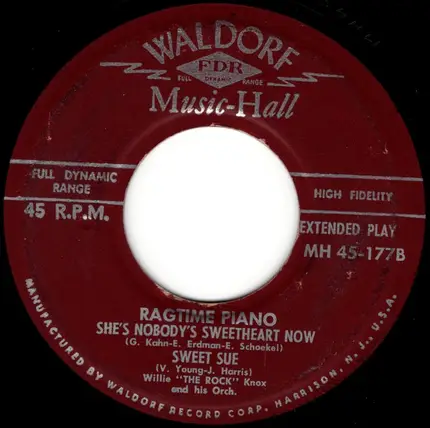 WALDORF
FDR
FULL DYNAMIC RANGE
Music-Hall
FULL DYNAMIC
RANGE
HIGH FIDELITY
45 R.P.M.
EXTENDED PLAY
MH 45-177B
RAGTIME PIANO
SHE'S NOBODY'S SWEETHEART NOW
(G. Kahn-E. Erdman-E. Schoekel)
SWEET SUE
(V. Young-J. Harris)
Willie "THE ROCK" Knox
and his Orch.
MANUFACTURED BY WALDORF RECORD CORP. HARRISON, N. J., U.S.A.